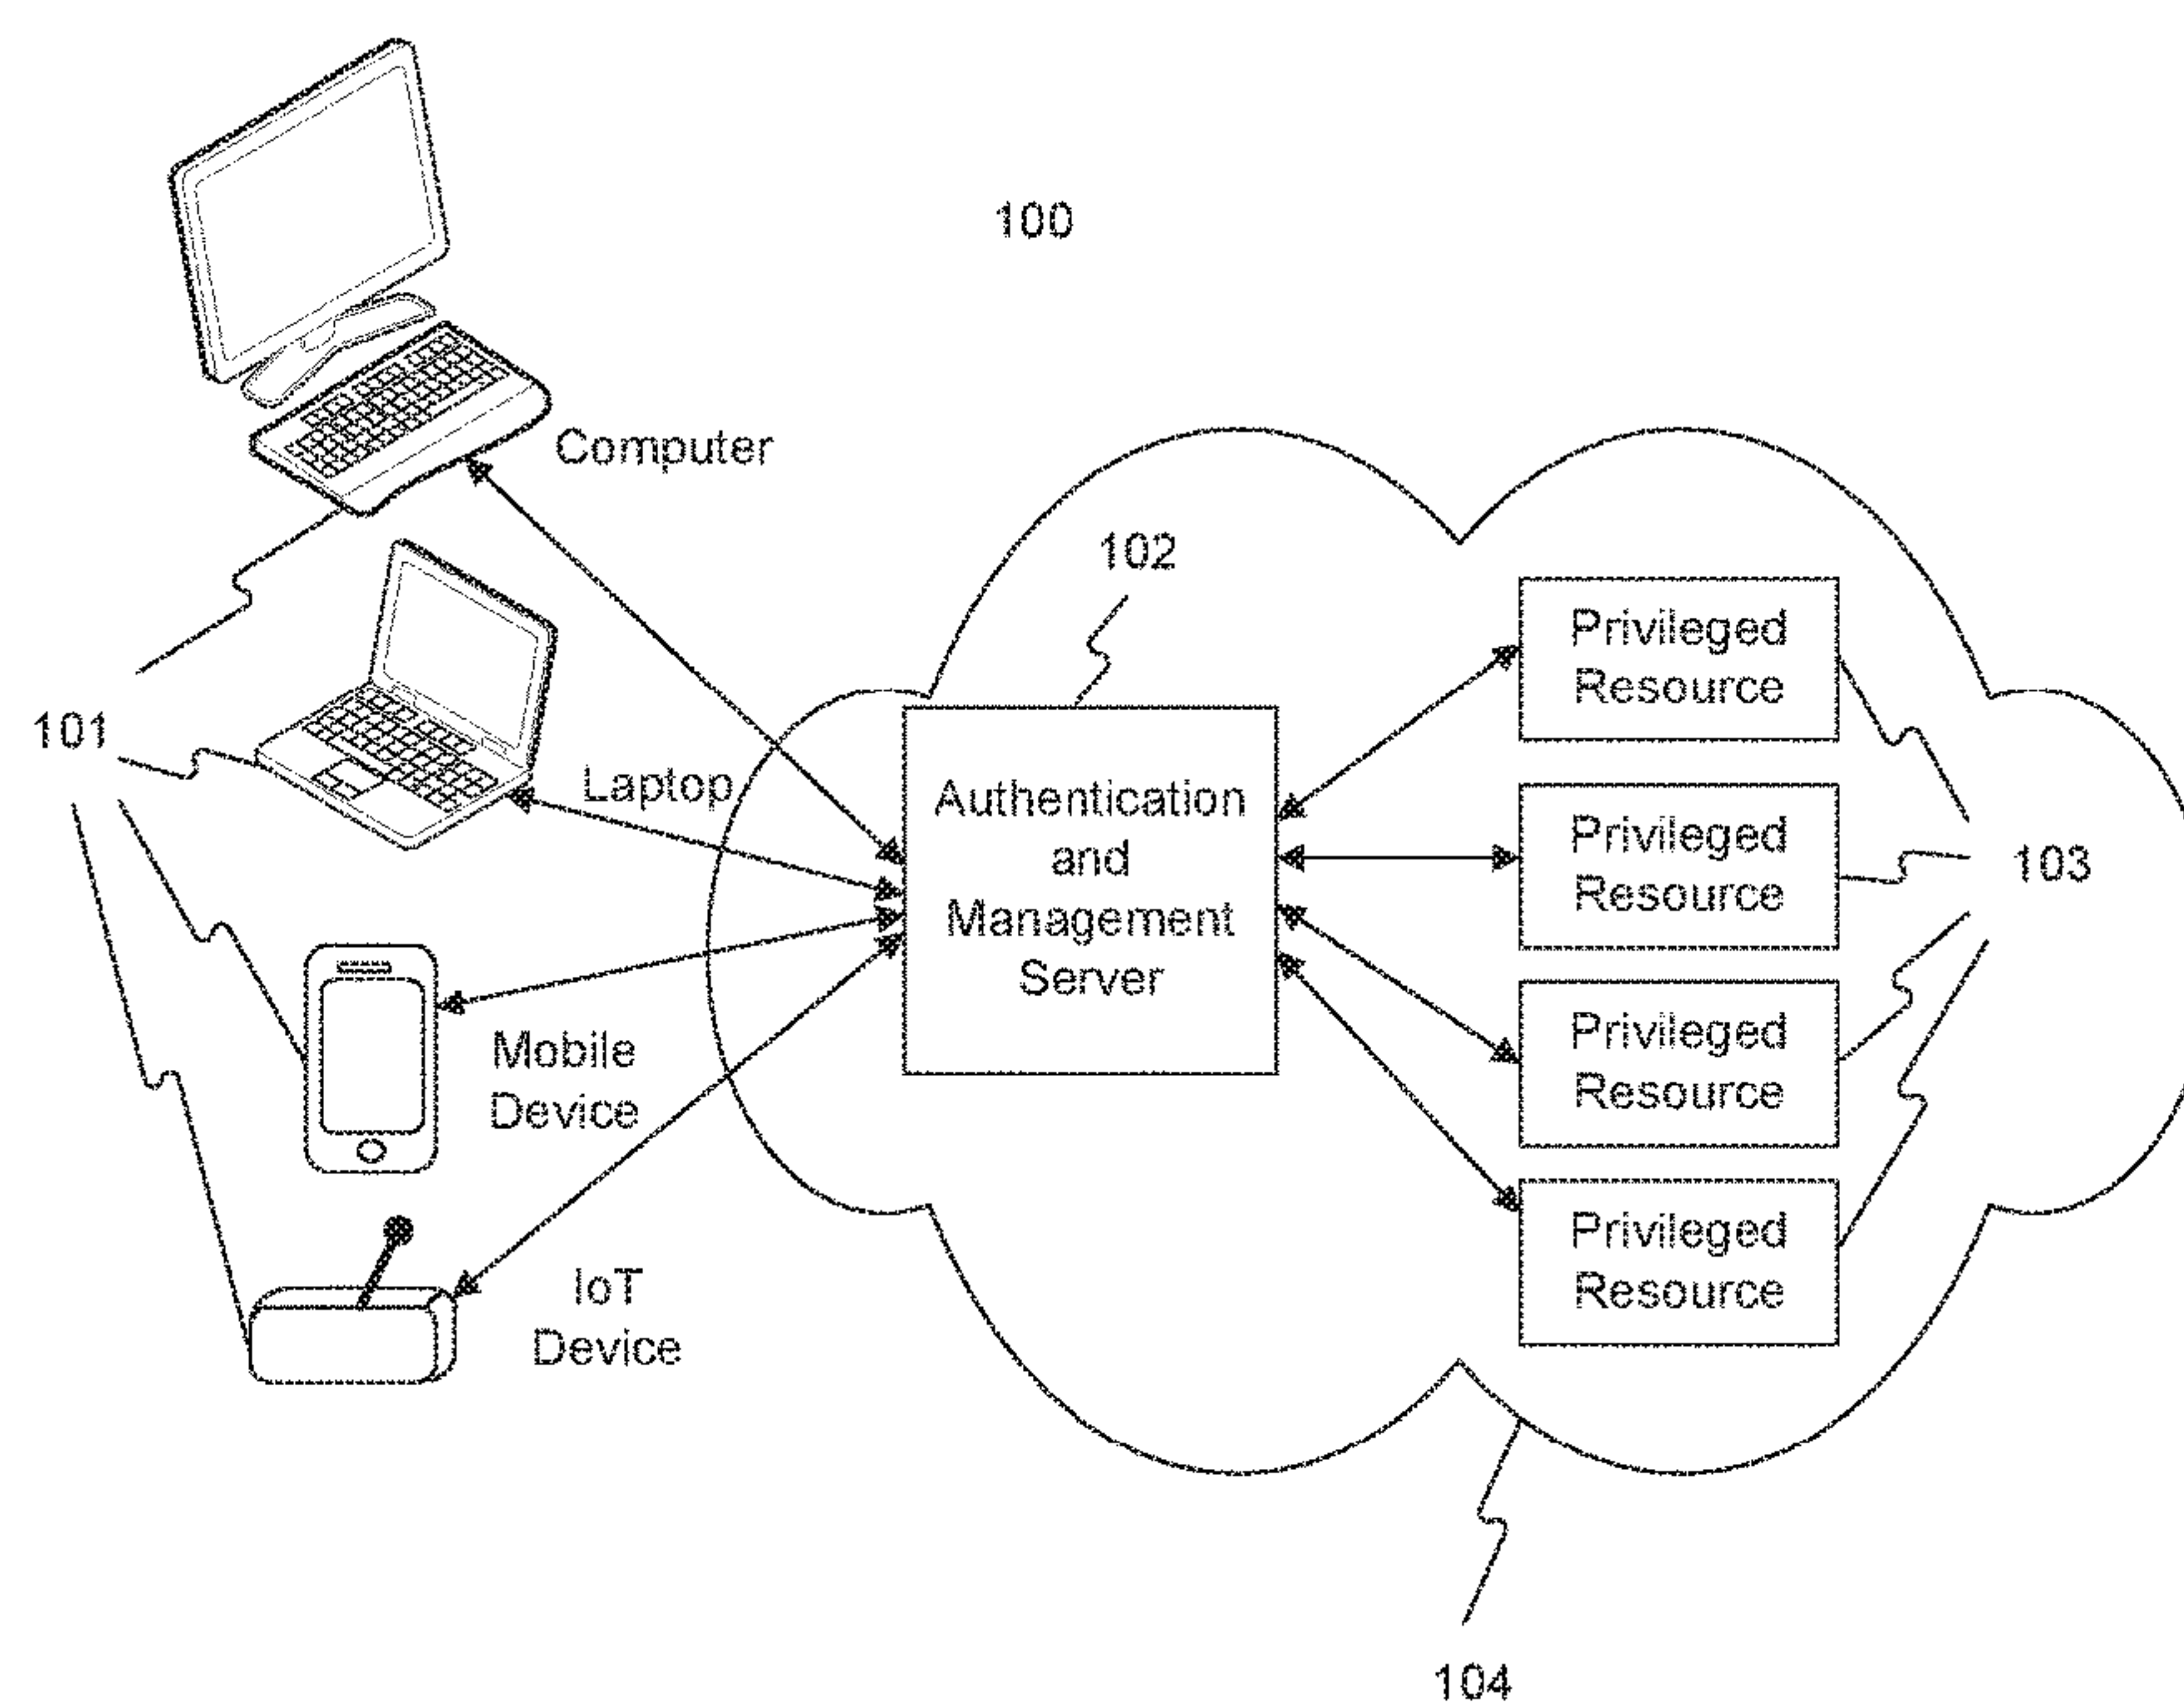 100
Computer
102
101
Laptop
Authentication
and
Management
Server
Privileged
Resource
Privileged
Resource
103
Privileged
Resource
Privileged
Resource
Mobile
Device
IoT
Device
104